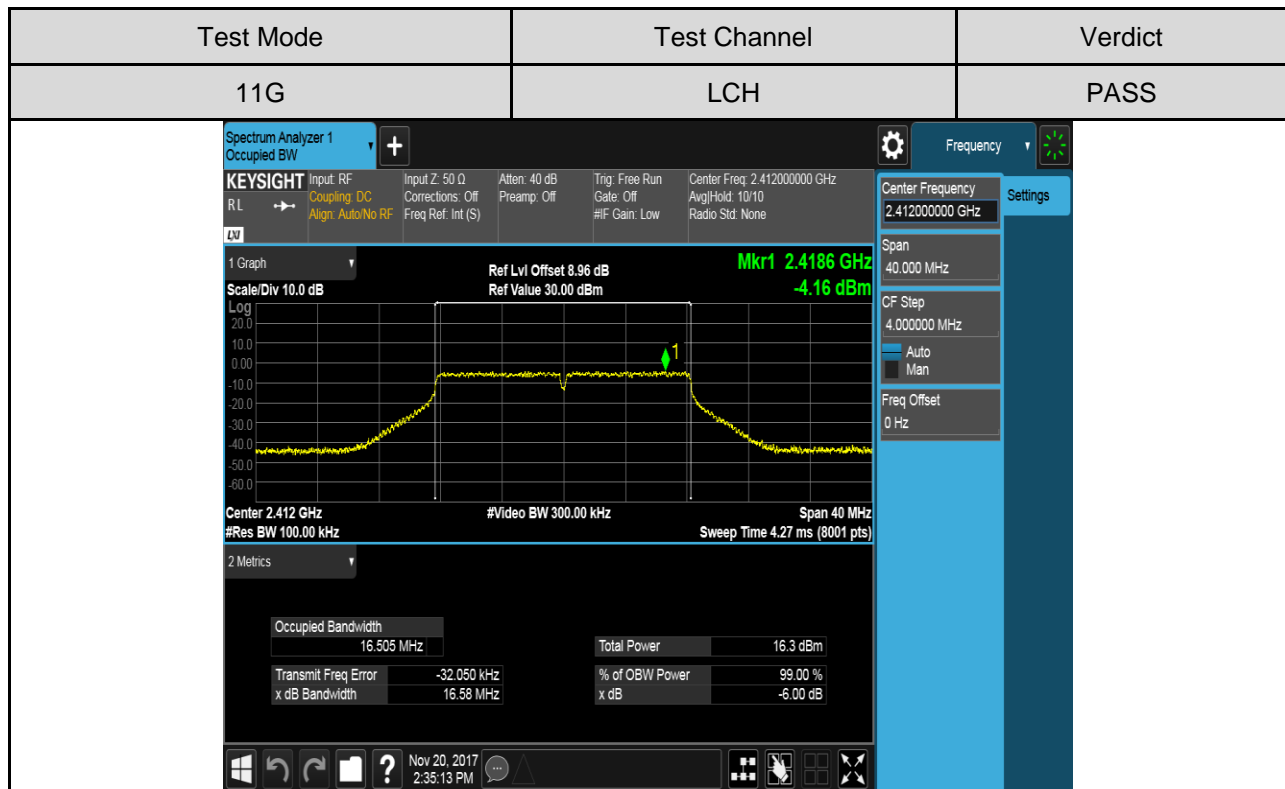 Test Mode Test Channel Verdict
11G LCH PASS
Spectrum Analyzer 1
Occupied BW
+
Frequency
KEYSIGHT Input: RF Input Z: 50 Ω Atten: 40 dB Trig: Free Run Center Freq: 2.412000000 GHz
RL Coupling: DC Corrections: Off Preamp: Off Gate: Off Avg|Hold: 10/10
Align: Auto/No RF Freq Ref: Int (S) #IF Gain: Low Radio Std: None
LXI
Center Frequency
2.412000000 GHz
Settings
Span
40.000 MHz
CF Step
4.000000 MHz
Auto
Man
Freq Offset
0 Hz
1 Graph Ref Lvl Offset 8.96 dB Mkr1 2.4186 GHz
Scale/Div 10.0 dB Ref Value 30.00 dBm -4.16 dBm
Log
20.0
10.0
0.00
-10.0
-20.0
-30.0
-40.0
-50.0
-60.0
1
Center 2.412 GHz #Video BW 300.00 kHz Span 40 MHz
#Res BW 100.00 kHz Sweep Time 4.27 ms (8001 pts)
2 Metrics
Occupied Bandwidth
16.505 MHz Total Power 16.3 dBm
Transmit Freq Error -32.050 kHz % of OBW Power 99.00 %
x dB Bandwidth 16.58 MHz x dB -6.00 dB
? Nov 20, 2017
2:35:13 PM